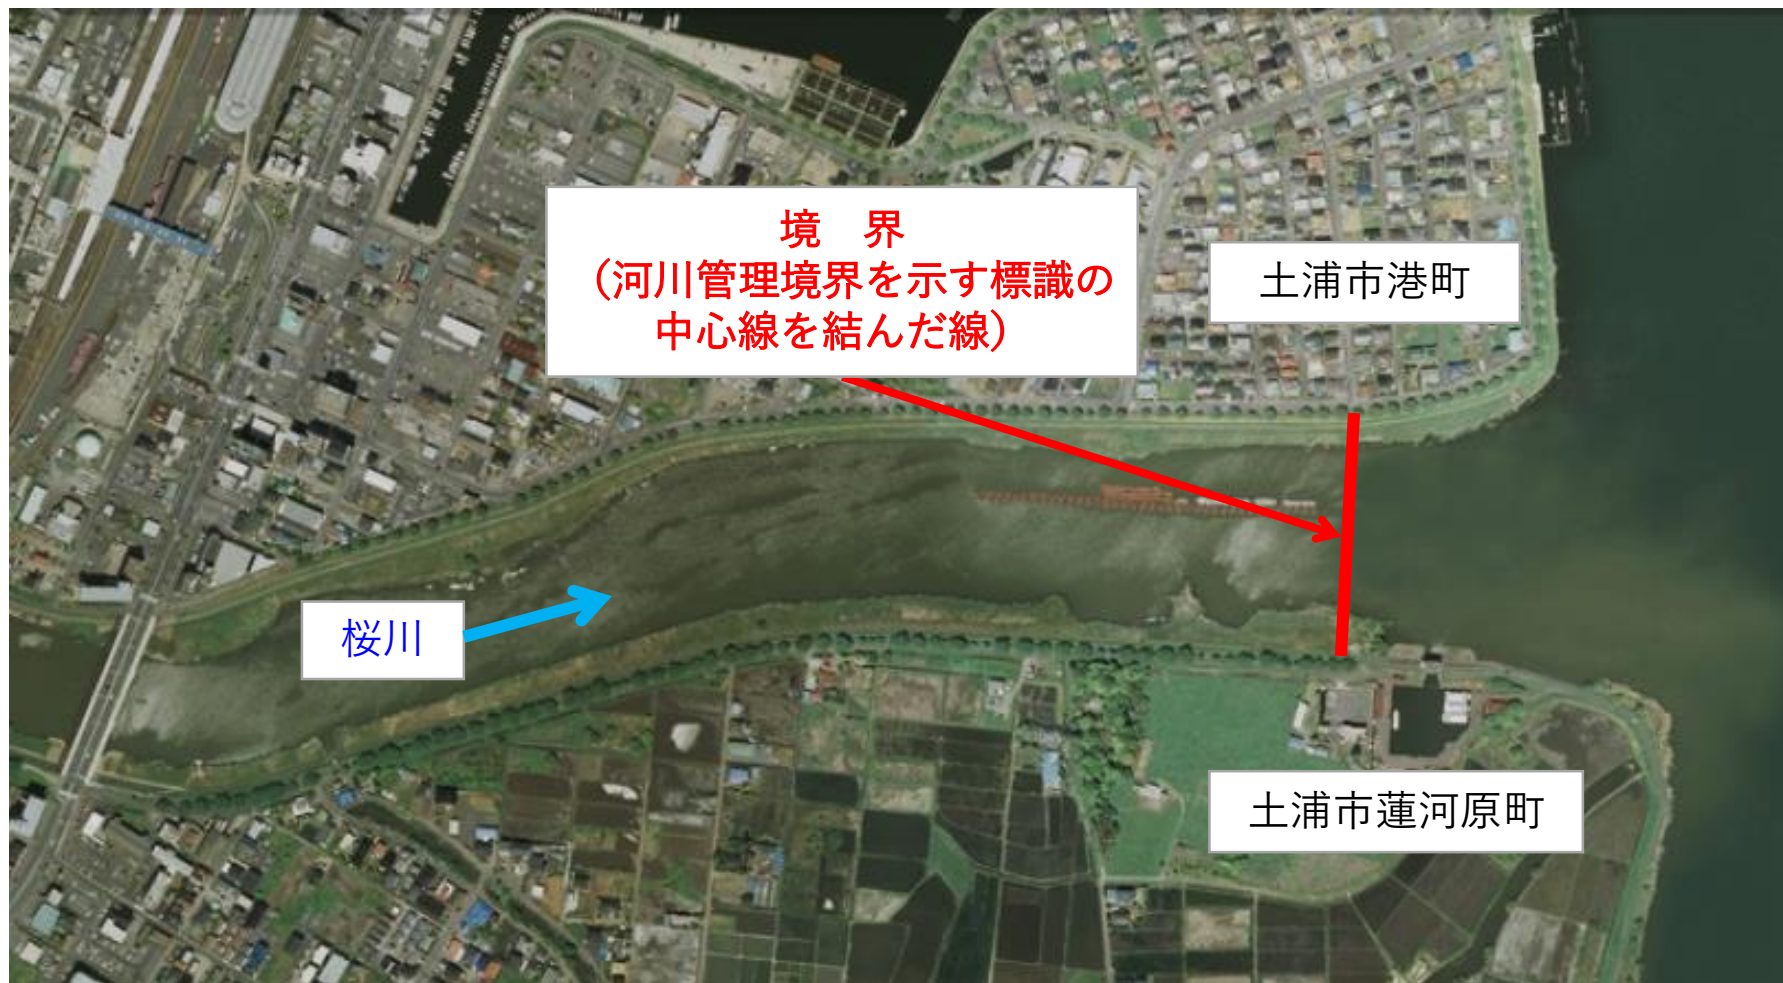 境　界
（河川管理境界を示す標識の
中心線を結んだ線）
土浦市港町
桜川
土浦市蓮河原町